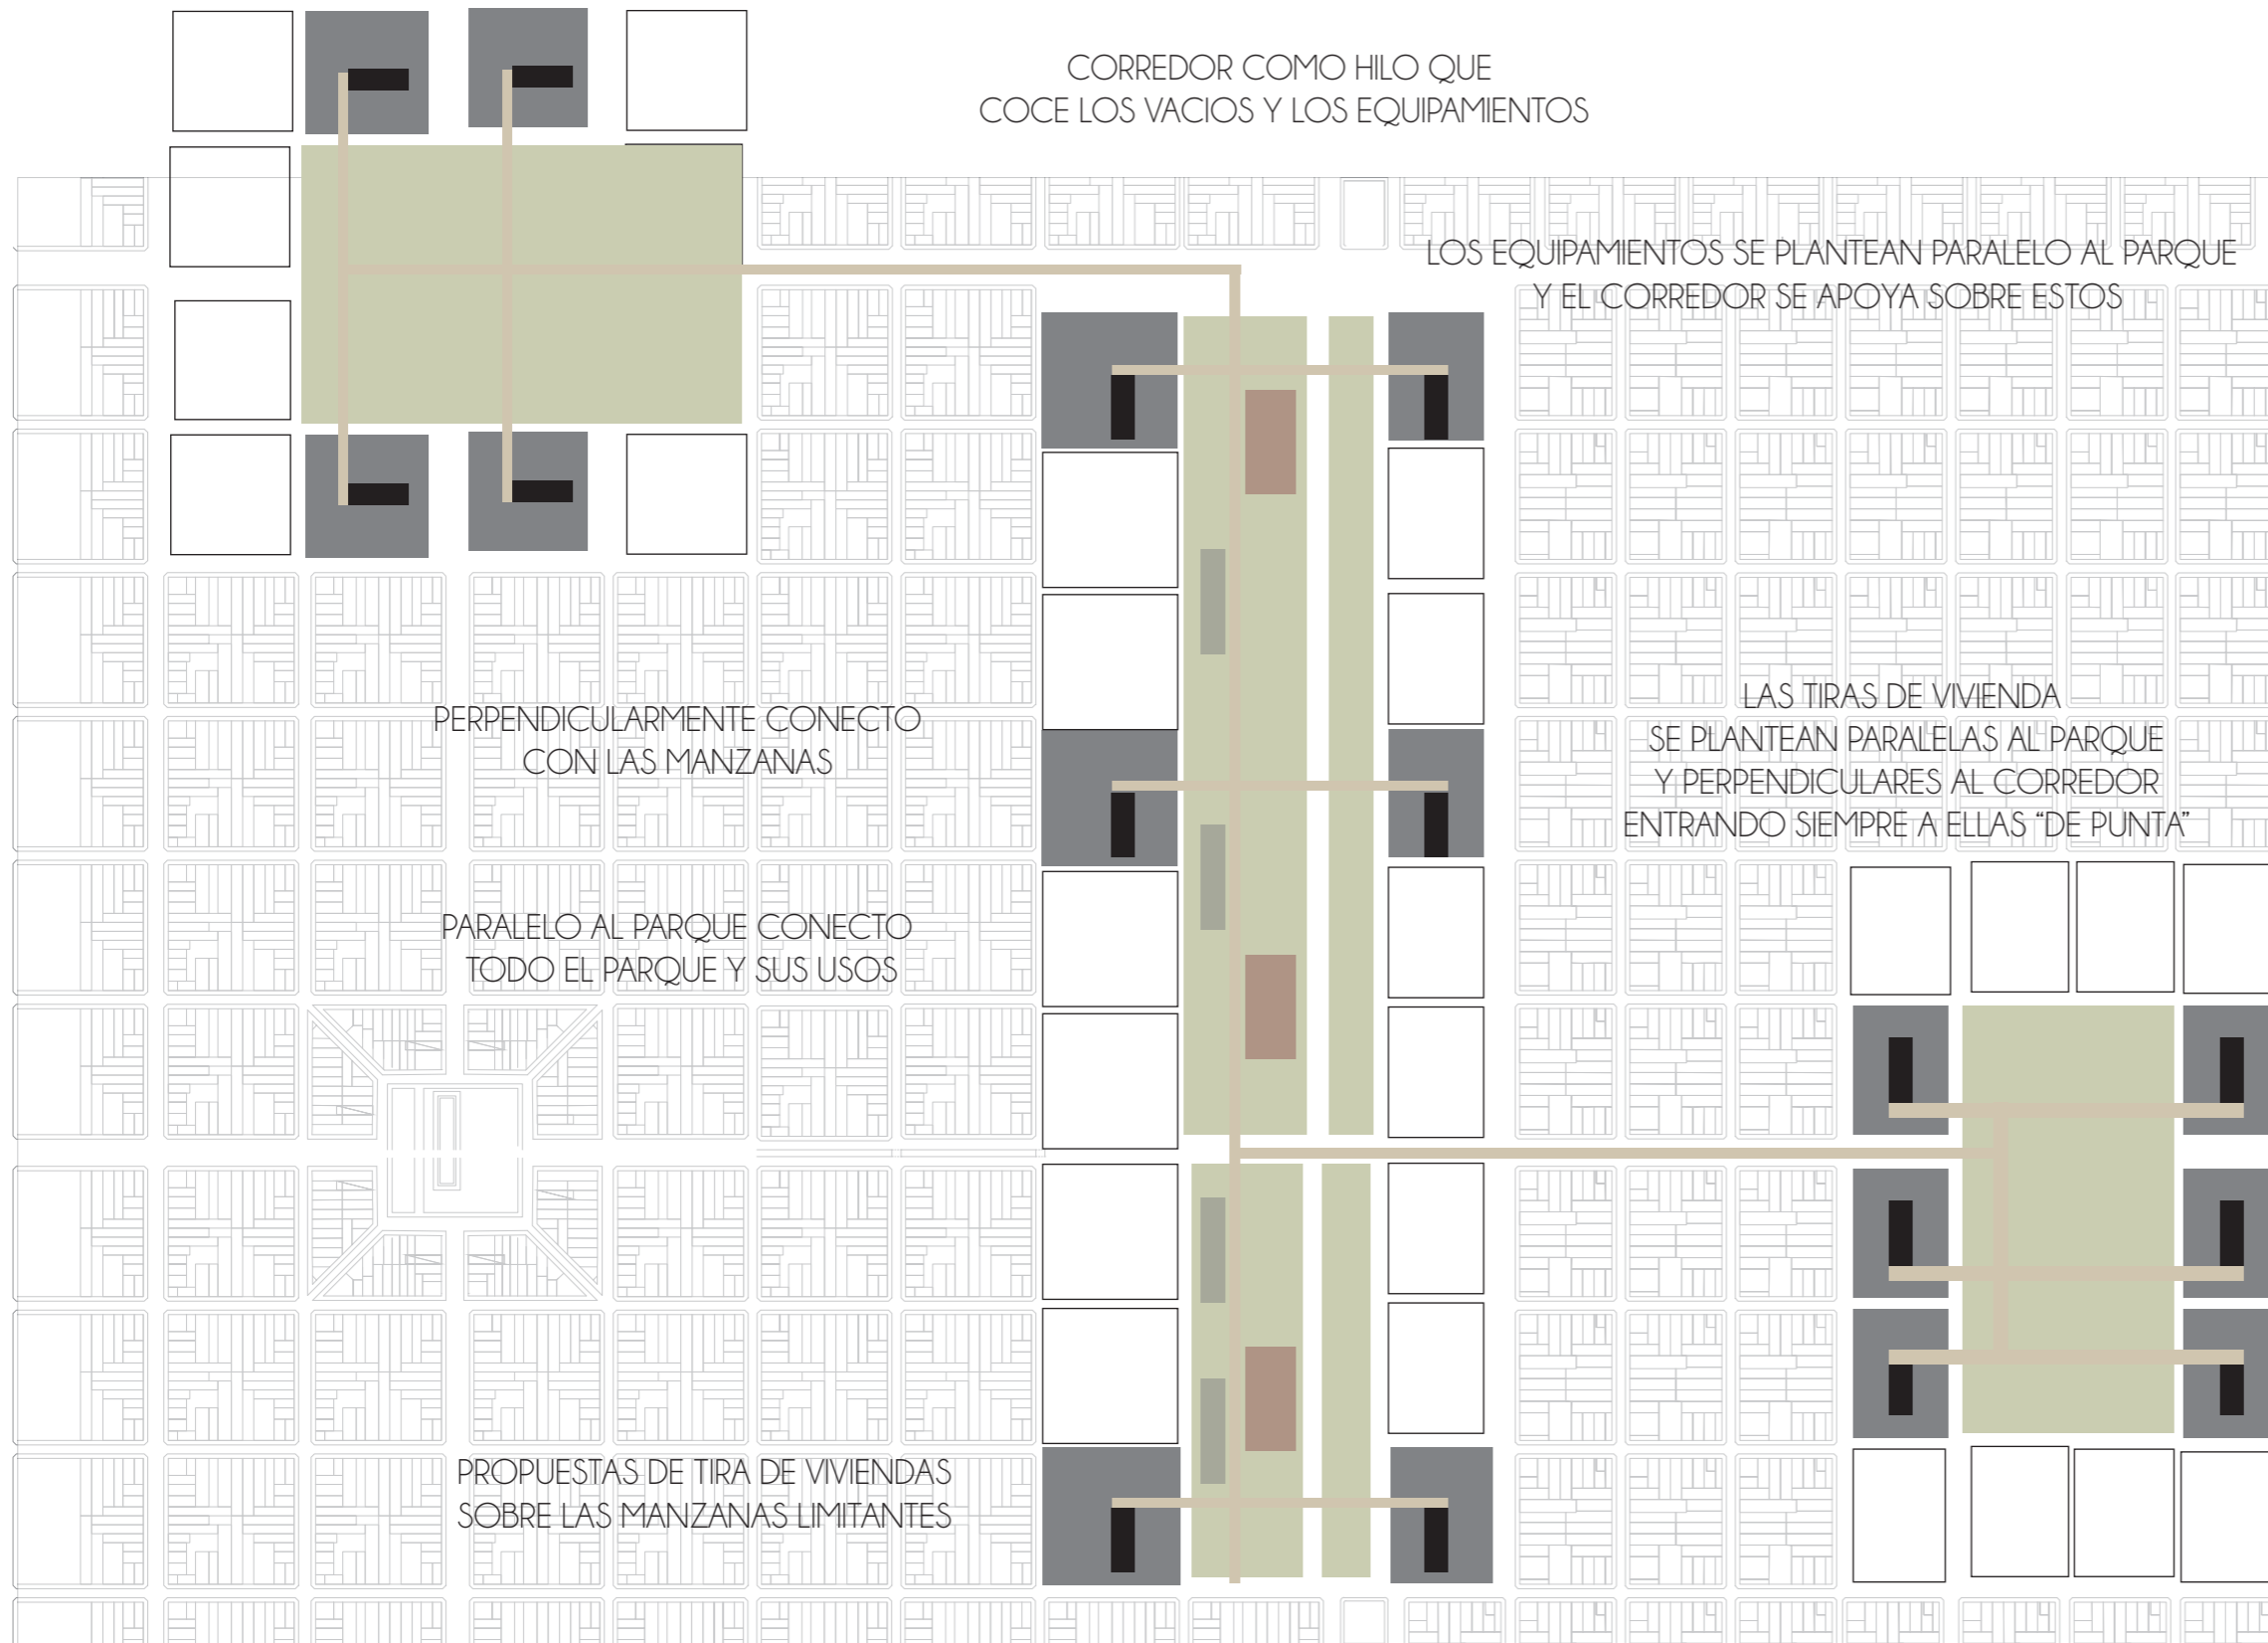 CORREDOR COMO HILO QUE
COCE LOS VACIOS Y LOS EQUIPAMIENTOS
LOS EQUIPAMIENTOS SE PLANTEAN PARALELO AL PARQUE
Y EL CORREDOR SE APOYA SOBRE ESTOS
PERPENDICULARMENTE CONECTO
CON LAS MANZANAS
LAS TIRAS DE VIVIENDA
SE PLANTEAN PARALELAS AL PARQUE
Y PERPENDICULARES AL CORREDOR
ENTRANDO SIEMPRE A ELLAS “DE PUNTA”
PARALELO AL PARQUE CONECTO
TODO EL PARQUE Y SUS USOS
PROPUESTAS DE TIRA DE VIVIENDAS
SOBRE LAS MANZANAS LIMITANTES